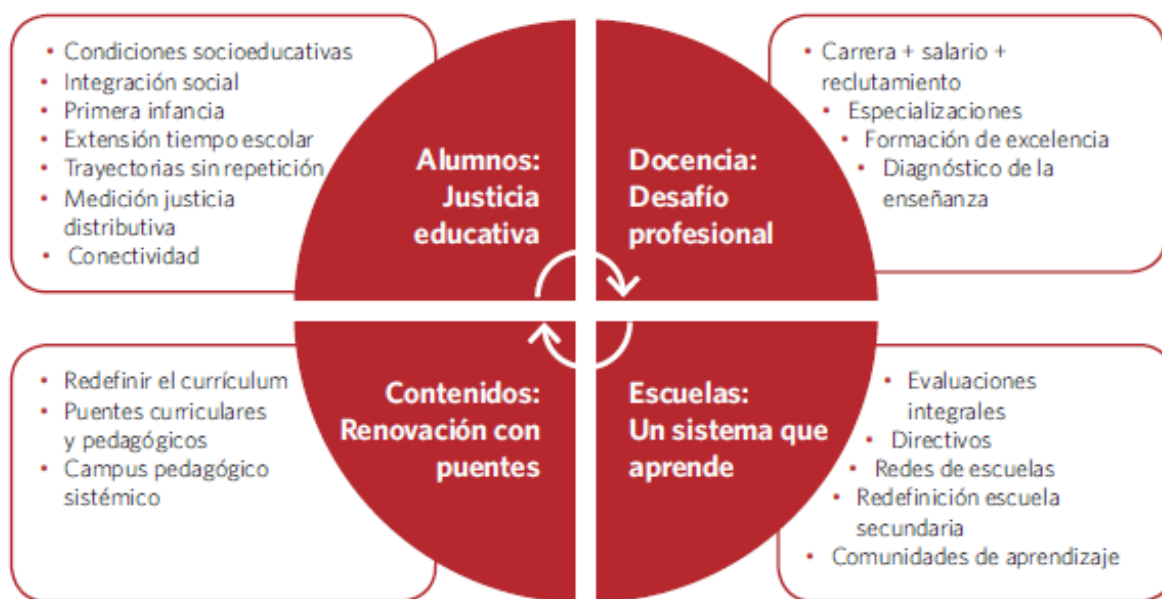 • Condiciones socioeducativas
• Integración social
• Primera infancia
• Extensión tiempo escolar
• Trayectorias sin repetición
• Medición justicia
distributiva
• Conectividad
Alumnos:
Justicia
educativa
Docencia:
Desafío
profesional
• Carrera + salario +
reclutamiento
• Especializaciones
• Formación de excelencia
• Diagnóstico de la
enseñanza
• Redefinir el currículum
• Puentes curriculares
y pedagógicos
• Campus pedagógico
sistémico
Contenidos:
Renovación con
puentes
Escuelas:
Un sistema que
aprende
• Evaluaciones
integrales
• Directivos
• Redes de escuelas
• Redefinición escuela
secundaria
• Comunidades de aprendizaje